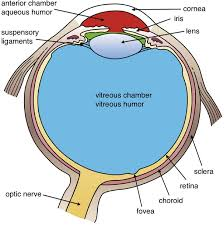 anterior chamber
aqueous humor
cornea
iris
suspensory
ligaments
lens
vitreous chamber
vitreous humor
sclera
retina
choroid
optic nerve
fovea